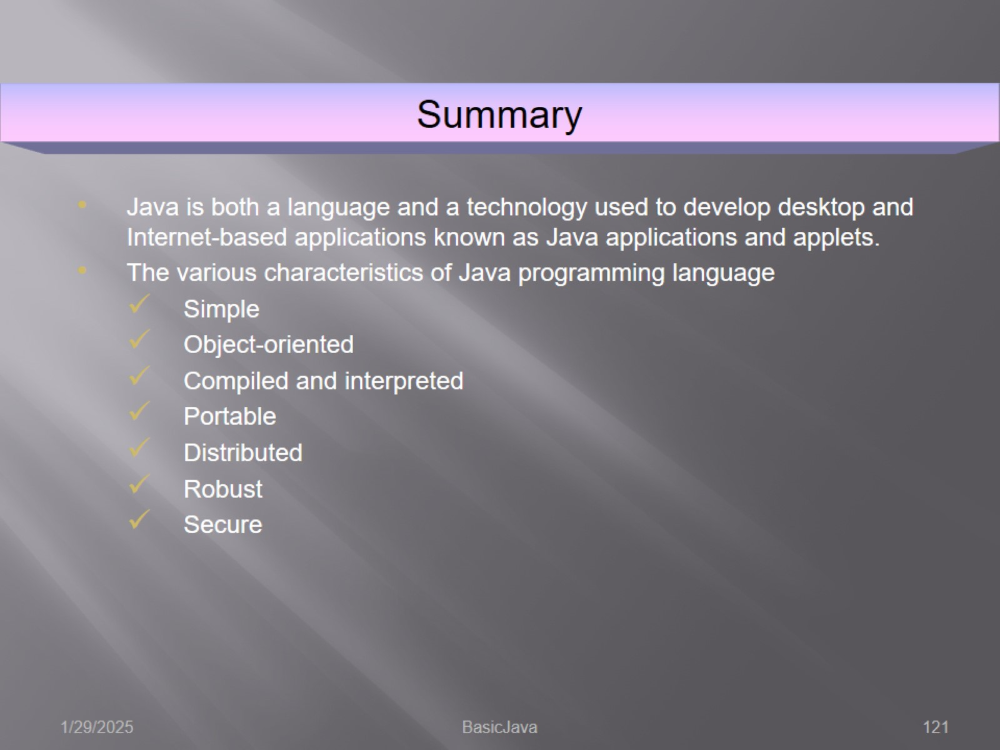 Summary
• Java is both a language and a technology used to develop desktop and
Internet-based applications known as Java applications and applets.
• The various characteristics of Java programming language
✓ Simple
✓ Object-oriented
✓ Compiled and interpreted
✓ Portable
✓ Distributed
✓ Robust
✓ Secure
1/29/2025 BasicJava 121